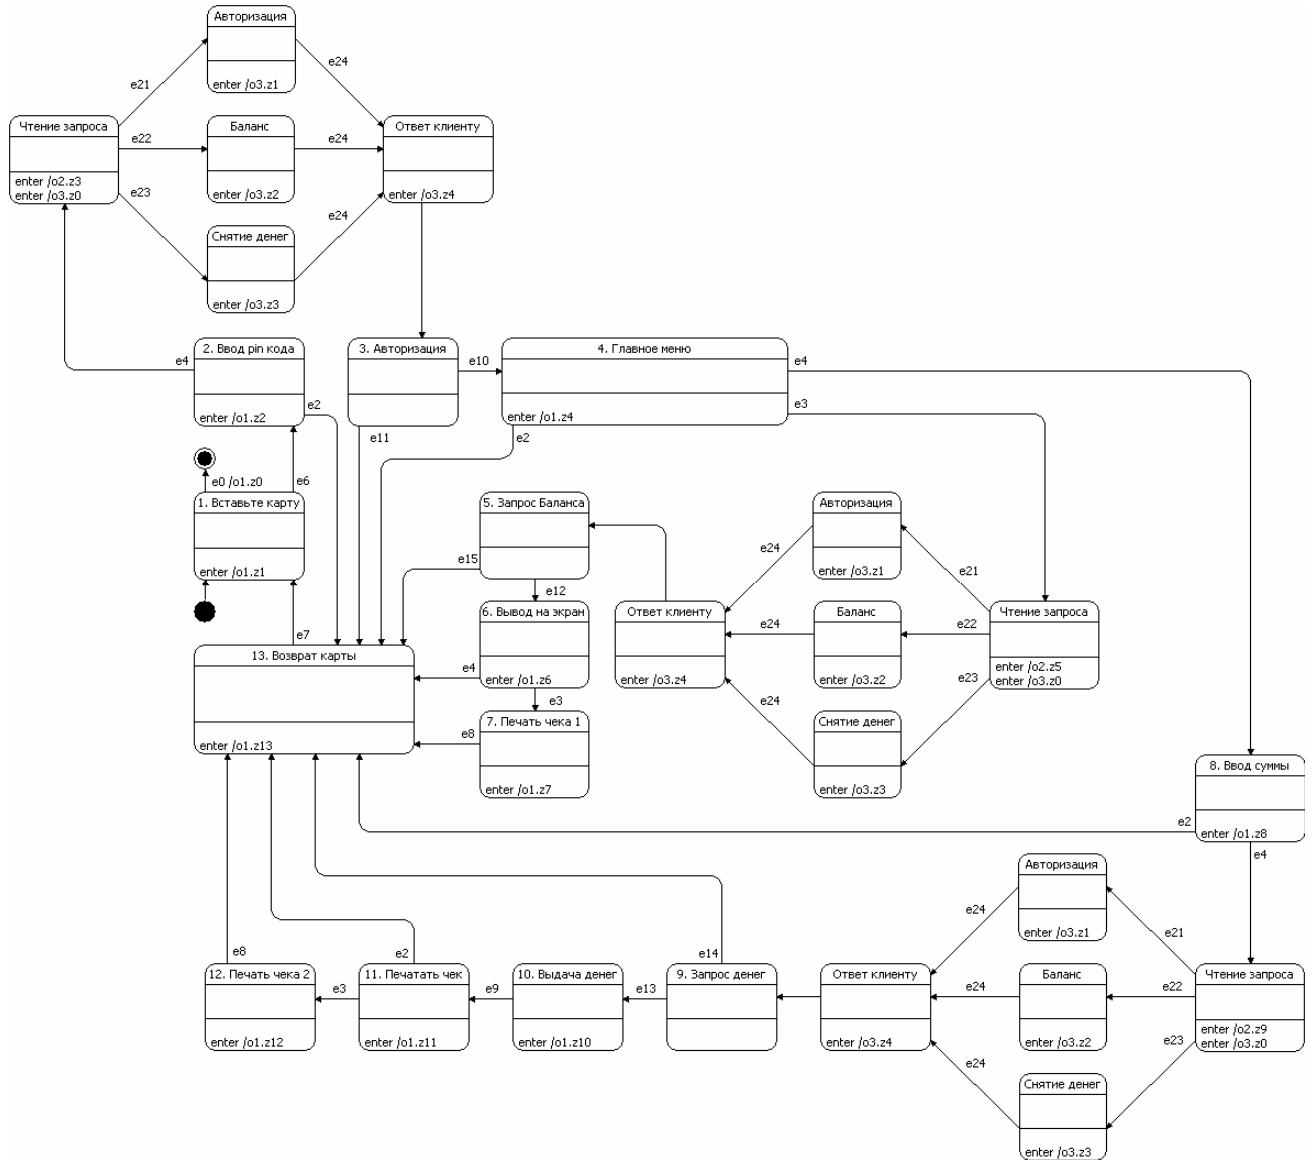 Авторизация
enter /o3.z1
e21
e24
Чтение запроса
enter /o2.z3
enter /o3.z0
e22
Баланс
enter /o3.z2
e24
Ответ клиенту
enter /o3.z4
e23
Снятие денег
enter /o3.z3
e24
e4
2. Ввод pin кода
enter /o1.z2
e2
3. Авторизация
e10
e11
4. Главное меню
enter /o1.z4
e4
e3
e2
e0 /o1.z0
e6
1. Вставьте карту
enter /o1.z1
e7
5. Запрос Баланса
e15
e12
6. Вывод на экран
enter /o1.z6
e4
e3
7. Печать чека 1
enter /o1.z7
e8
13. Возврат карты
enter /o1.z13
Авторизация
enter /o3.z1
e24
e21
Ответ клиенту
enter /o3.z4
e24
Баланс
enter /o3.z2
e22
Чтение запроса
enter /o2.z5
enter /o3.z0
e24
Снятие денег
enter /o3.z3
e23
8. Ввод суммы
enter /o1.z8
e2
e4
Авторизация
enter /o3.z1
e24
e21
e8
e2
e14
12. Печать чека 2
enter /o1.z12
e3
11. Печатать чек
enter /o1.z11
e9
10. Выдача денег
enter /o1.z10
e13
9. Запрос денег
Ответ клиенту
enter /o3.z4
e24
Баланс
enter /o3.z2
e22
Чтение запроса
enter /o2.z9
enter /o3.z0
e24
e23
Снятие денег
enter /o3.z3